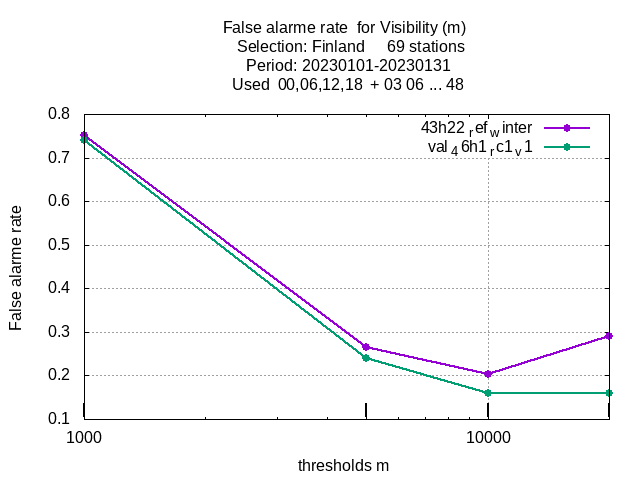 False alarme rate  for Visibility (m)
Selection: Finland     69 stations
Period: 20230101-20230131
Used  00,06,12,18  + 03 06 ... 48
43h22 ref winter
val 4 6h1 r c1 v 1
0.8
0.7
0.6
0.5
0.4
0.3
0.2
0.1
False alarme rate
1000
10000
thresholds m